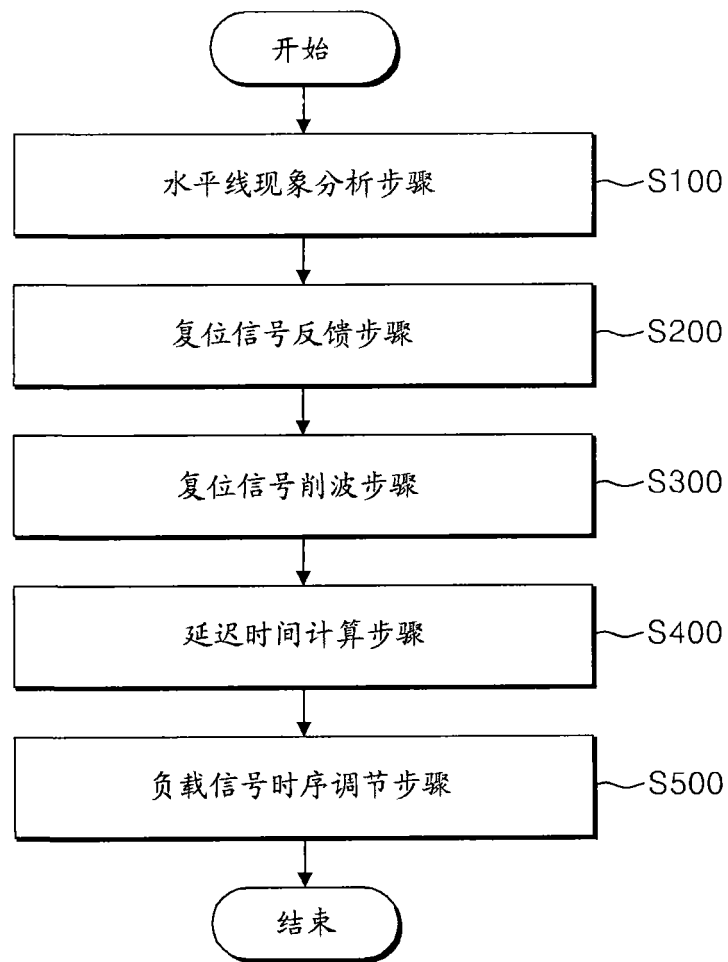 开始
水平线现象分析步骤
S100
复位信号反馈步骤
S200
复位信号削波步骤
S300
延迟时间计算步骤
S400
负载信号时序调节步骤
S500
结束